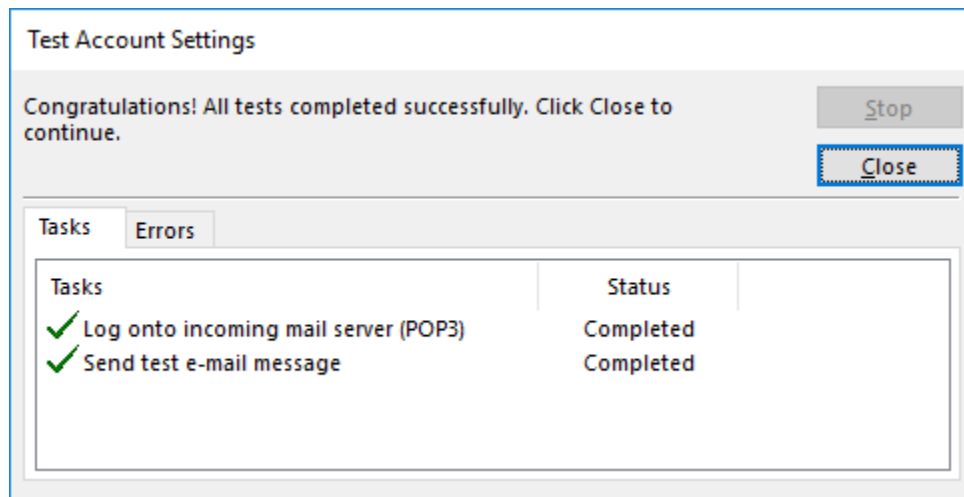 Test Account Settings
Congratulations! All tests completed successfully. Click Close to
continue.
Stop
Close
Tasks Errors
Tasks Status
Log onto incoming mail server (POP3) Completed
Send test e-mail message Completed